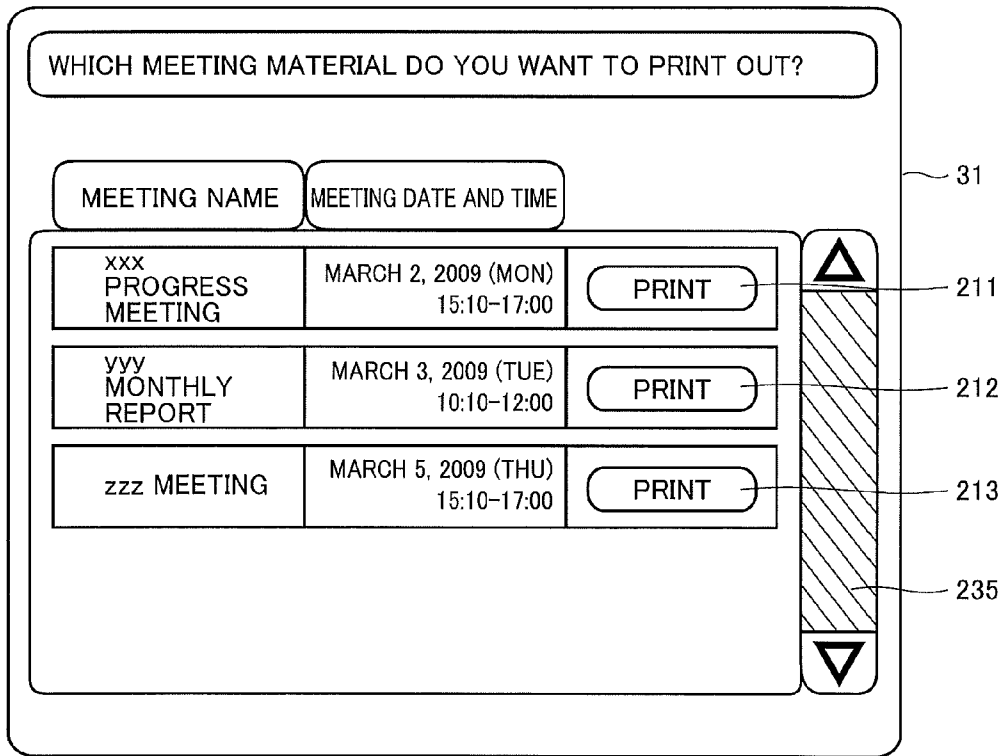 WHICH MEETING MATERIAL DO YOU WANT TO PRINT OUT?
31
MEETING NAME
MEETING DATE AND TIME
xxx
PROGRESS
MEETING
MARCH 2, 2009 (MON)
15:10-17:00
PRINT
211
yyy
MONTHLY
REPORT
MARCH 3, 2009 (TUE)
10:10-12:00
PRINT
212
zzz MEETING
MARCH 5, 2009 (THU)
15:10-17:00
PRINT
213
235